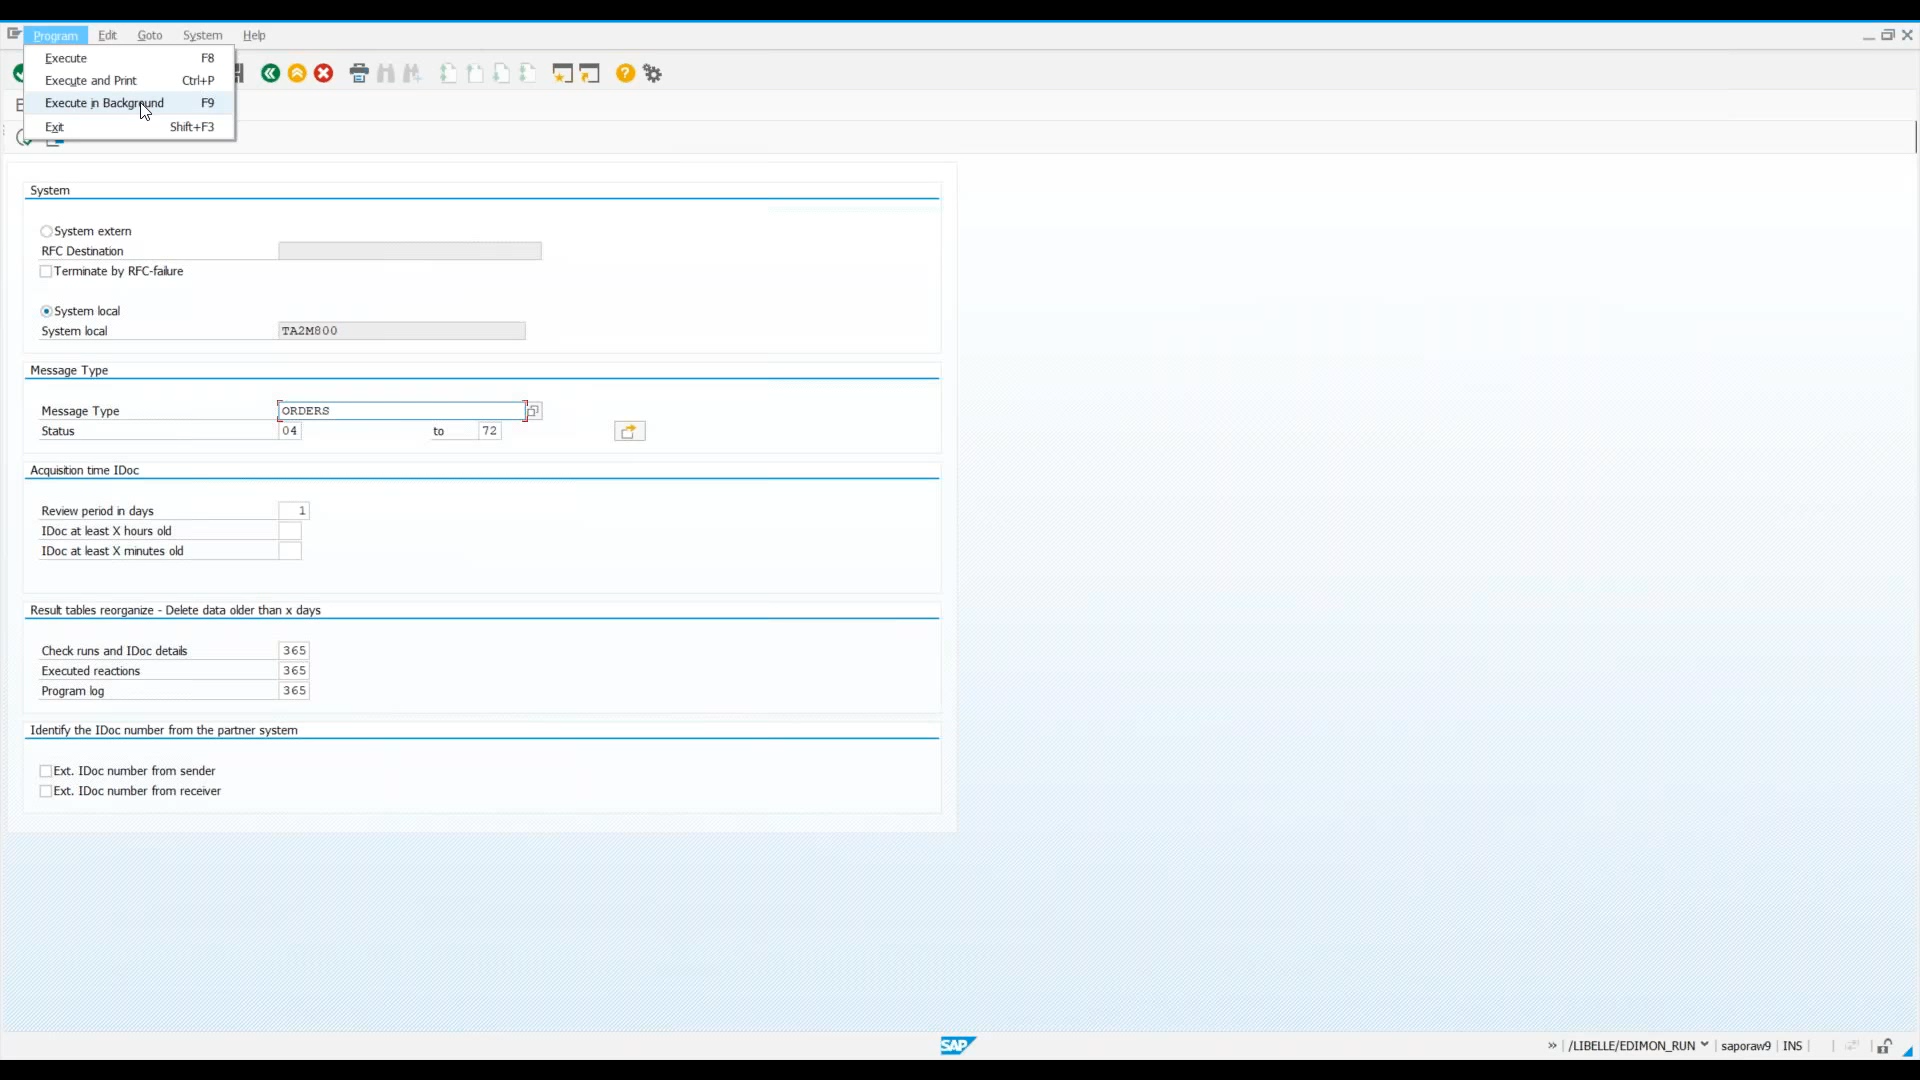 Program Edit Goto System Help
Execute F8
Execute and Print Ctrl+P
Execute in Background F9
Exit Shift+F3
System
System extern
RFC Destination
Terminate by RFC-failure
System local
System local TA2M800
Message Type
Message Type ORDERS
Status 04 to 72
Acquisition time IDoc
Review period in days 1
IDoc at least X hours old
IDoc at least X minutes old
Result tables reorganize - Delete data older than x days
Check runs and IDoc details 365
Executed reactions 365
Program log 365
Identify the IDoc number from the partner system
Ext. IDoc number from sender
Ext. IDoc number from receiver
SAP /LIBELLE/EDIMON_RUN saporaw9 INS